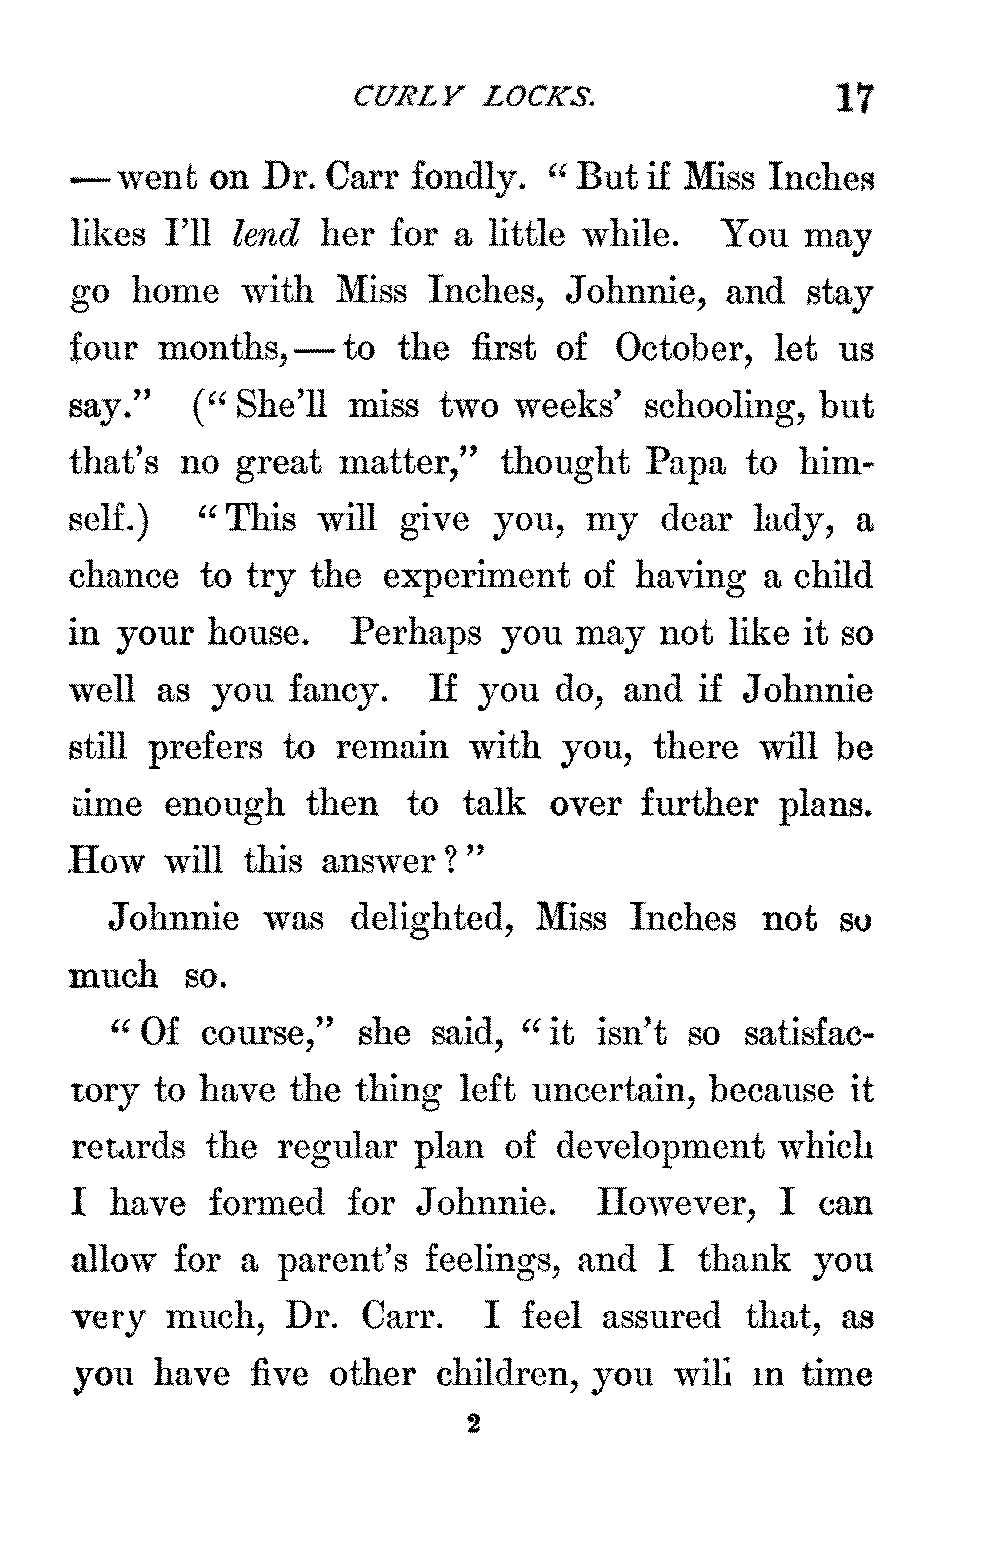 CURLY LOCKS. 17
—went on Dr. Carr fondly. "But if Miss Inches
likes I'll lend her for a little while. You may
go home with Miss Inches, Johnnie, and stay
four months,—to the first of October, let us
say." ("She'll miss two weeks' schooling, but
that's no great matter," thought Papa to him-
self.) "This will give you, my dear lady, a
chance to try the experiment of having a child
in your house. Perhaps you may not like it so
well as you fancy. If you do, and if Johnnie
still prefers to remain with you, there will be
time enough then to talk over further plans.
How will this answer?"
Johnnie was delighted, Miss Inches not so
much so.
"Of course," she said, "it isn't so satisfac-
tory to have the thing left uncertain, because it
retards the regular plan of development which
I have formed for Johnnie. However, I can
allow for a parent's feelings, and I thank you
very much, Dr. Carr. I feel assured that, as
you have five other children, you will in time
2